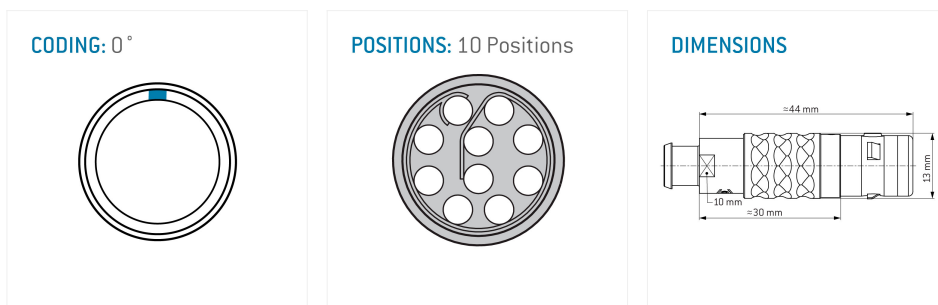 CODING: 0°
POSITIONS: 10 Positions
DIMENSIONS
≈44 mm
13 mm
10 mm
≈30 mm